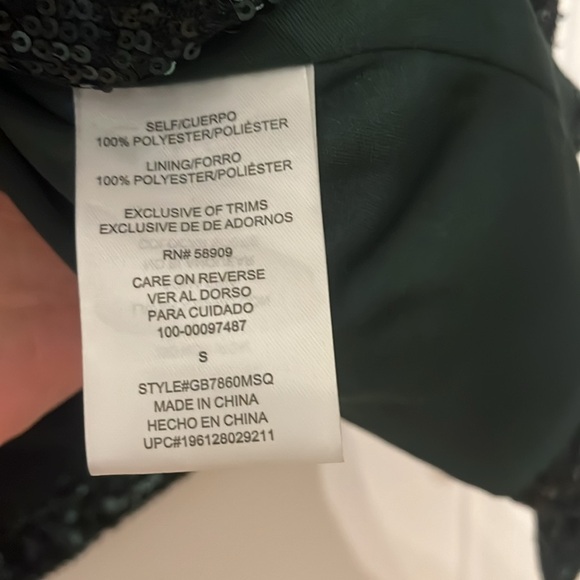 SELF/CUERPO
100% POLYESTER/POLIÉSTER
LINING/FORRO
100% POLYESTER/POLIÉSTER
EXCLUSIVE OF TRIMS
EXCLUSIVE DE DE ADORNOS
RN# 58909
CARE ON REVERSE
VER AL DORSO
PARA CUIDADO
100-00097487
S
STYLE#GB7860MSQ
MADE IN CHINA
HECHO EN CHINA
UPC#196128029211